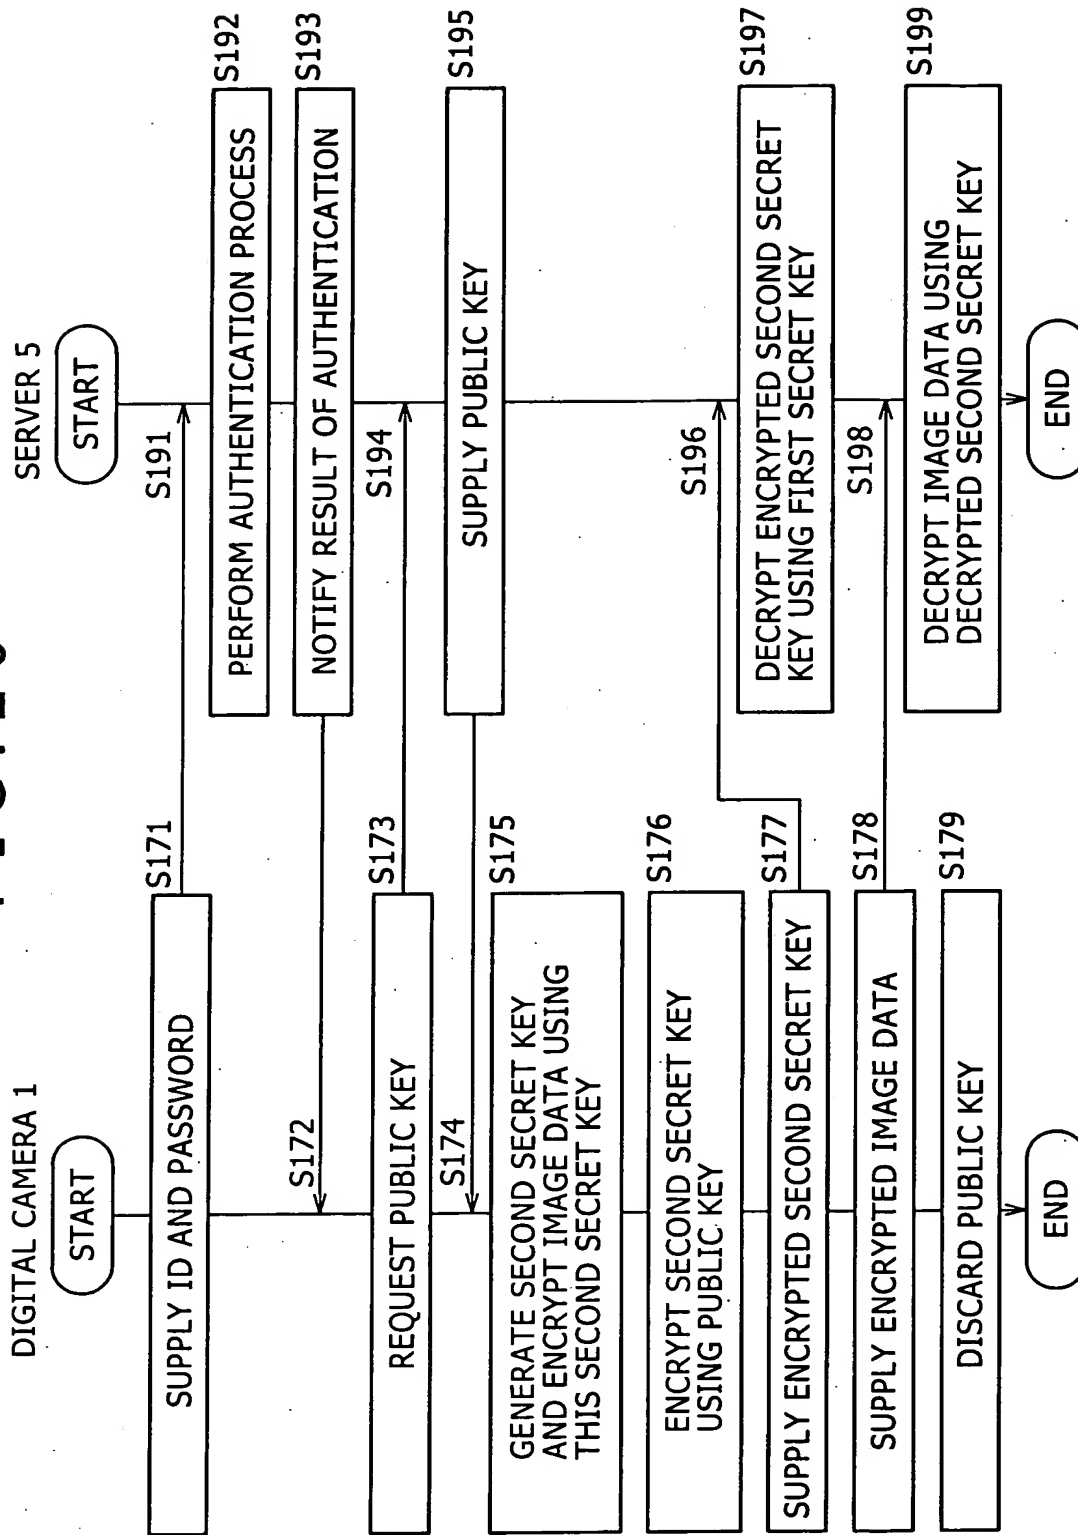 DIGITAL CAMERA 1
START
SUPPLY ID AND PASSWORD
S171
S172
REQUEST PUBLIC KEY
S173
S174
GENERATE SECOND SECRET KEY
AND ENCRYPT IMAGE DATA USING
THIS SECOND SECRET KEY
S175
ENCRYPT SECOND SECRET KEY
USING PUBLIC KEY
S176
SUPPLY ENCRYPTED SECOND SECRET KEY
S177
SUPPLY ENCRYPTED IMAGE DATA
S178
DISCARD PUBLIC KEY
S179
END
SERVER 5
START
S191
PERFORM AUTHENTICATION PROCESS
S192
NOTIFY RESULT OF AUTHENTICATION
S193
S194
SUPPLY PUBLIC KEY
S195
S196
DECRYPT ENCRYPTED SECOND SECRET
KEY USING FIRST SECRET KEY
S197
S198
DECRYPT IMAGE DATA USING
DECRYPTED SECOND SECRET KEY
S199
END